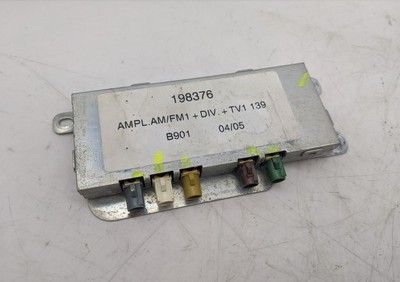 198376
AMPL.AM/FM1 + DIV. + TV1 139
B901 04/05